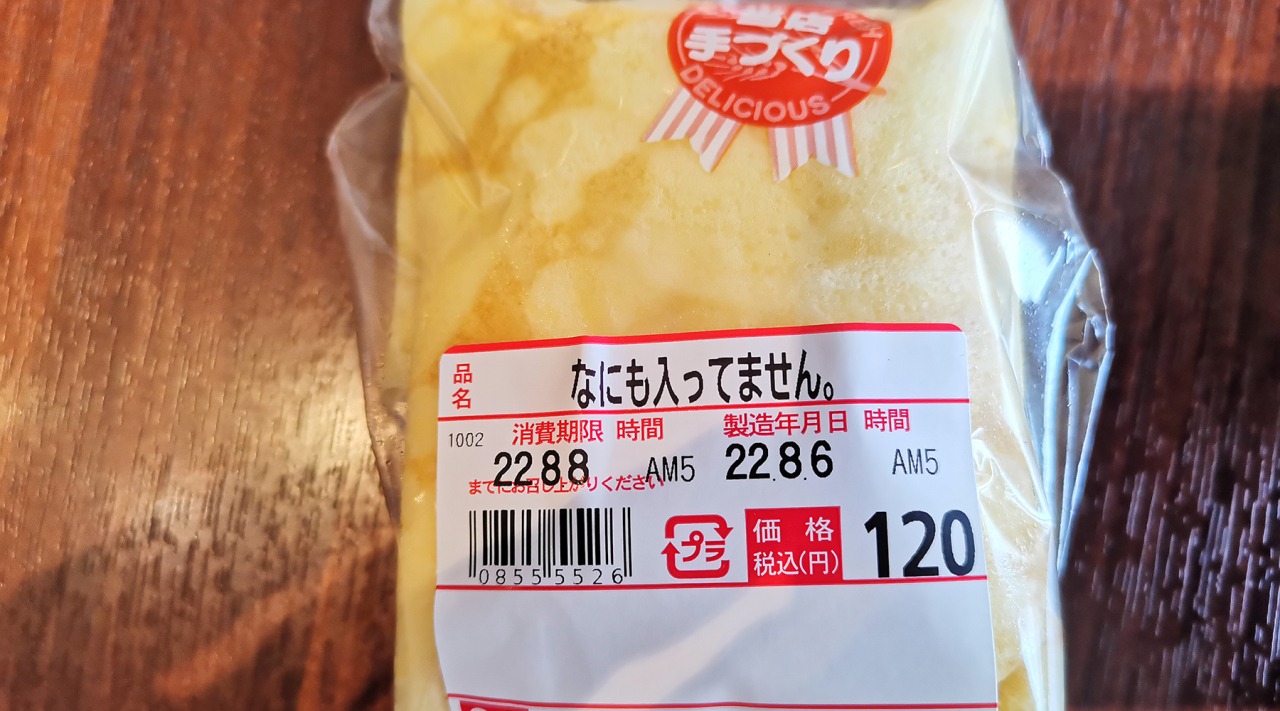 当店
手づくり
DELICIOUS
品名
なにも入ってません。
1002
消費期限 時間
製造年月日 時間
22.8.8 AM5
22.8.6 AM5
までにお召し上がりください
08555526
プラ
価格
税込(円)
120